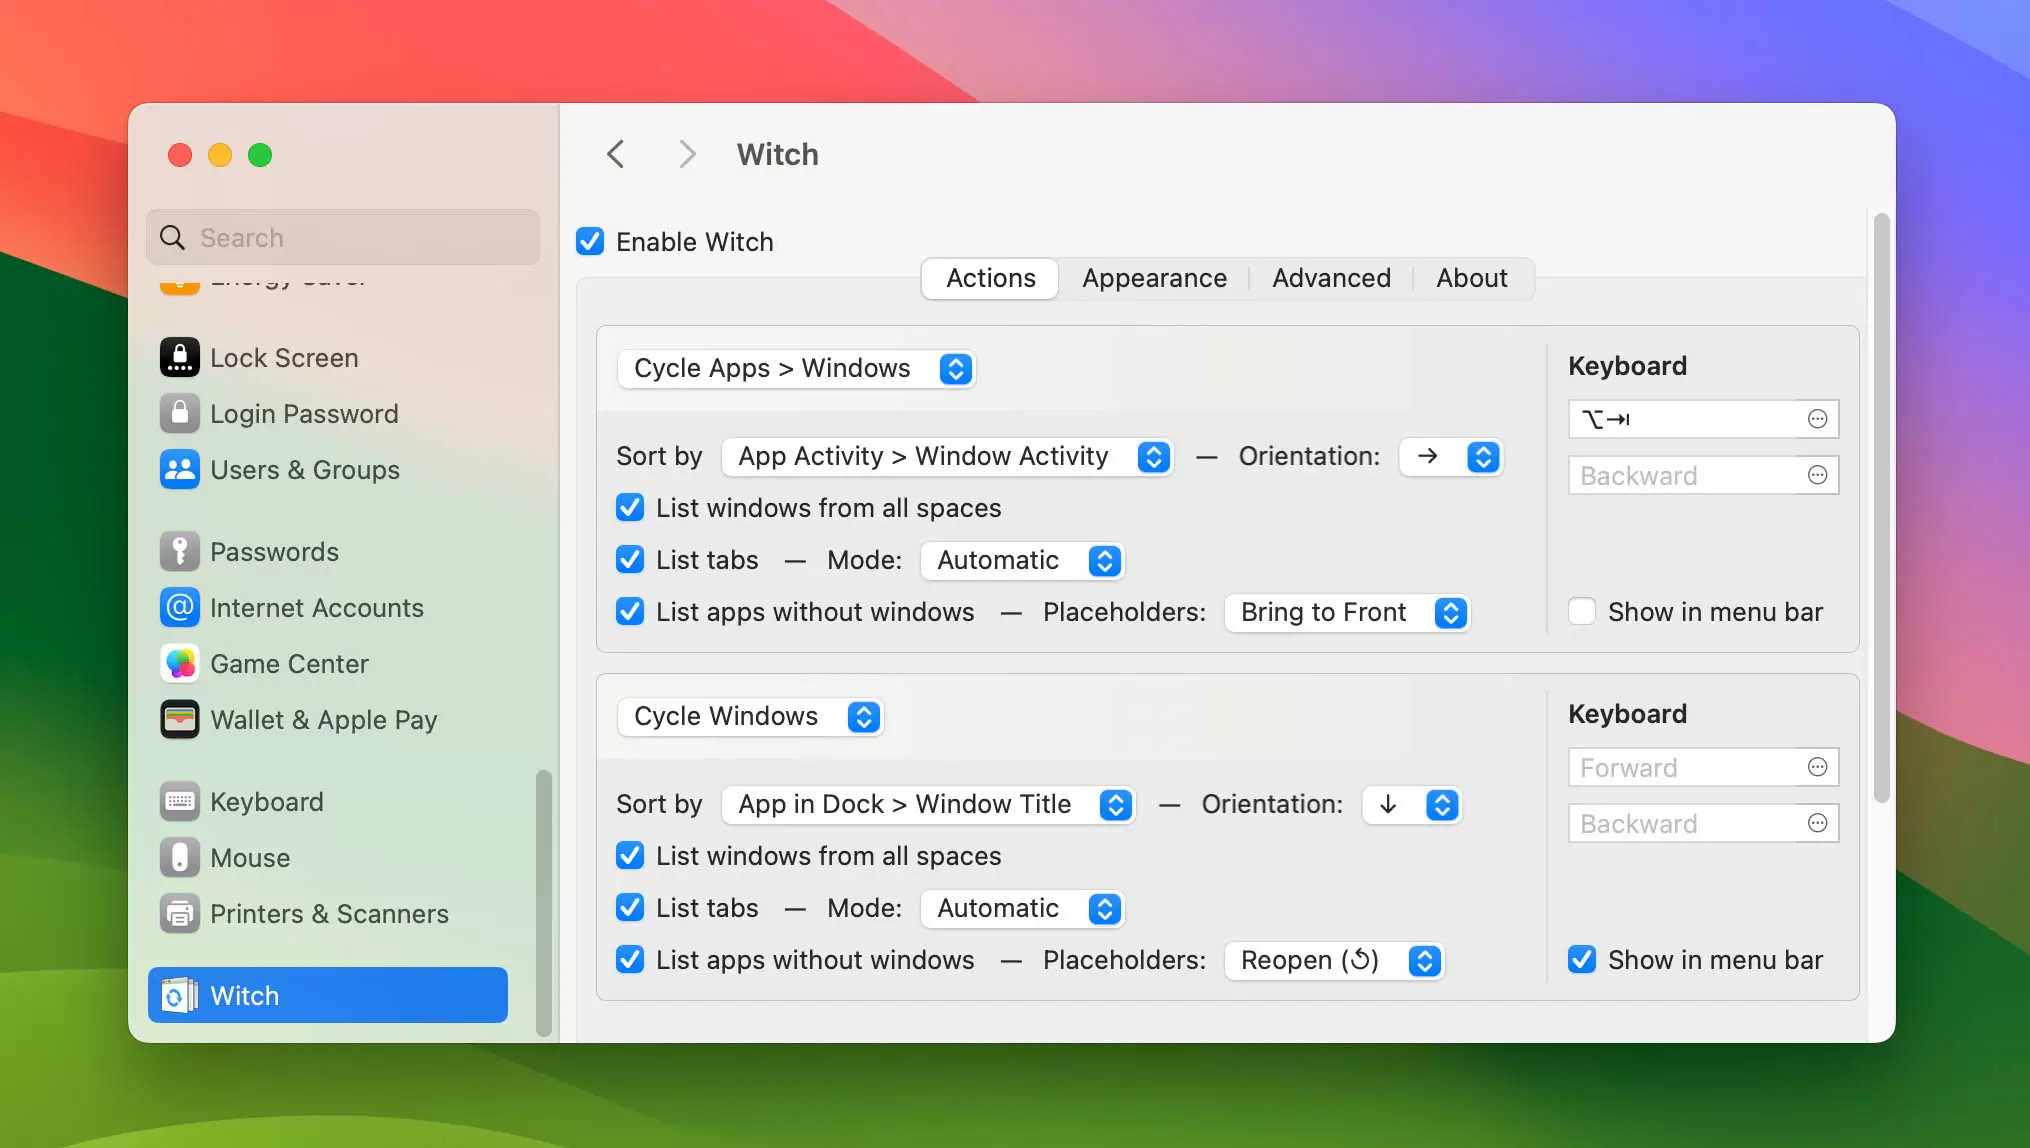 Witch
Search
Energy Saver
Lock Screen
Login Password
Users & Groups
Passwords
Internet Accounts
Game Center
Wallet & Apple Pay
Keyboard
Mouse
Printers & Scanners
Witch
Enable Witch
Actions Appearance Advanced About
Cycle Apps > Windows
Sort by App Activity > Window Activity — Orientation: →
List windows from all spaces
List tabs — Mode: Automatic
List apps without windows — Placeholders: Bring to Front
Keyboard
⌥⇥
Backward
Show in menu bar
Cycle Windows
Sort by App in Dock > Window Title — Orientation: ↓
List windows from all spaces
List tabs — Mode: Automatic
List apps without windows — Placeholders: Reopen (↺)
Keyboard
Forward
Backward
Show in menu bar